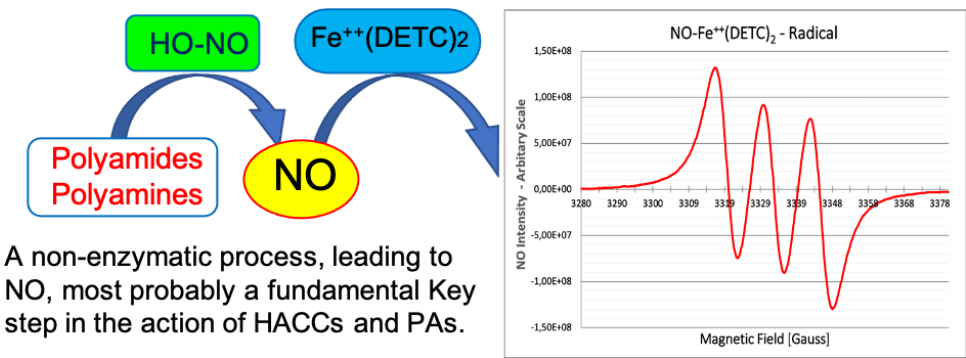 HO-NO
Fe⁺⁺(DETC)2
Polyamides
Polyamines
NO
A non-enzymatic process, leading to
NO, most probably a fundamental Key
step in the action of HACCs and PAs.
NO-Fe⁺⁺(DETC)₂ - Radical
NO Intensity - Arbitary Scale
1,50E+08
1,00E+08
5,00E+07
0,00E+00
-5,00E+07
-1,00E+08
-1,50E+08
3280 3290 3300 3309 3319 3329 3339 3348 3358 3368 3378
Magnetic Field [Gauss]